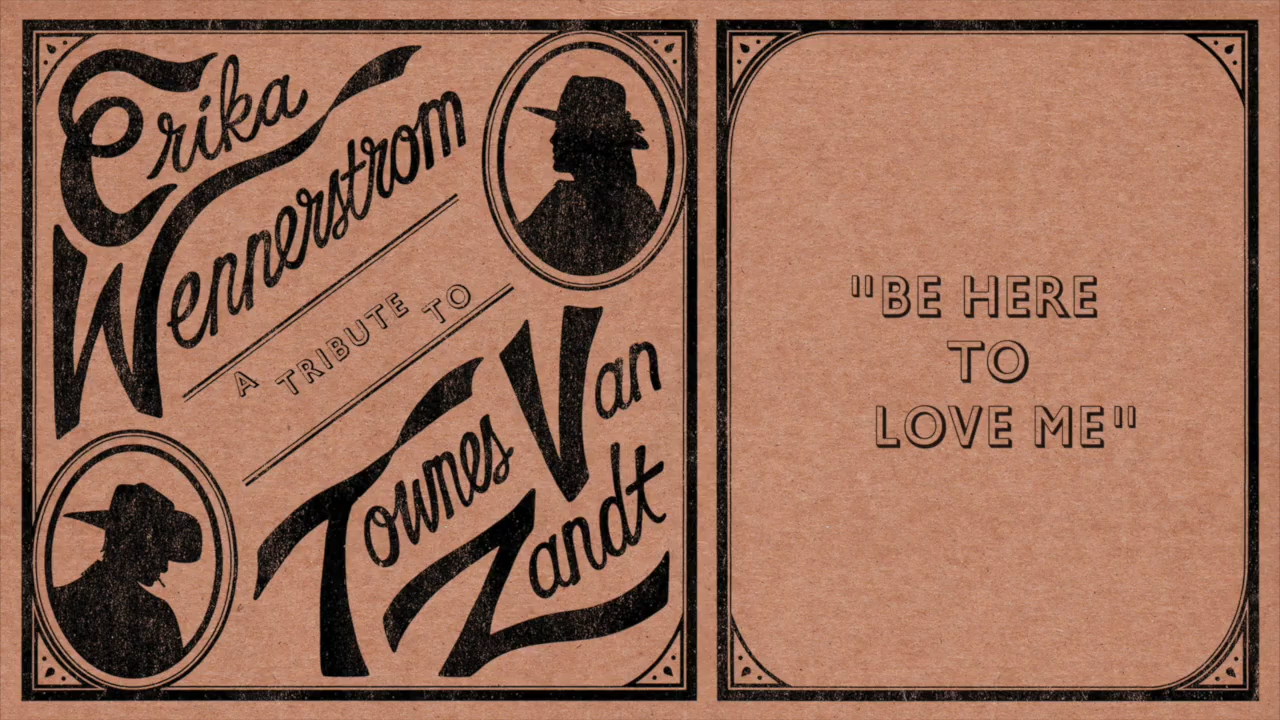 Erika
Wennerstrom
A TRIBUTE TO
Townes Van
Zandt
"BE HERE
TO
LOVE ME"